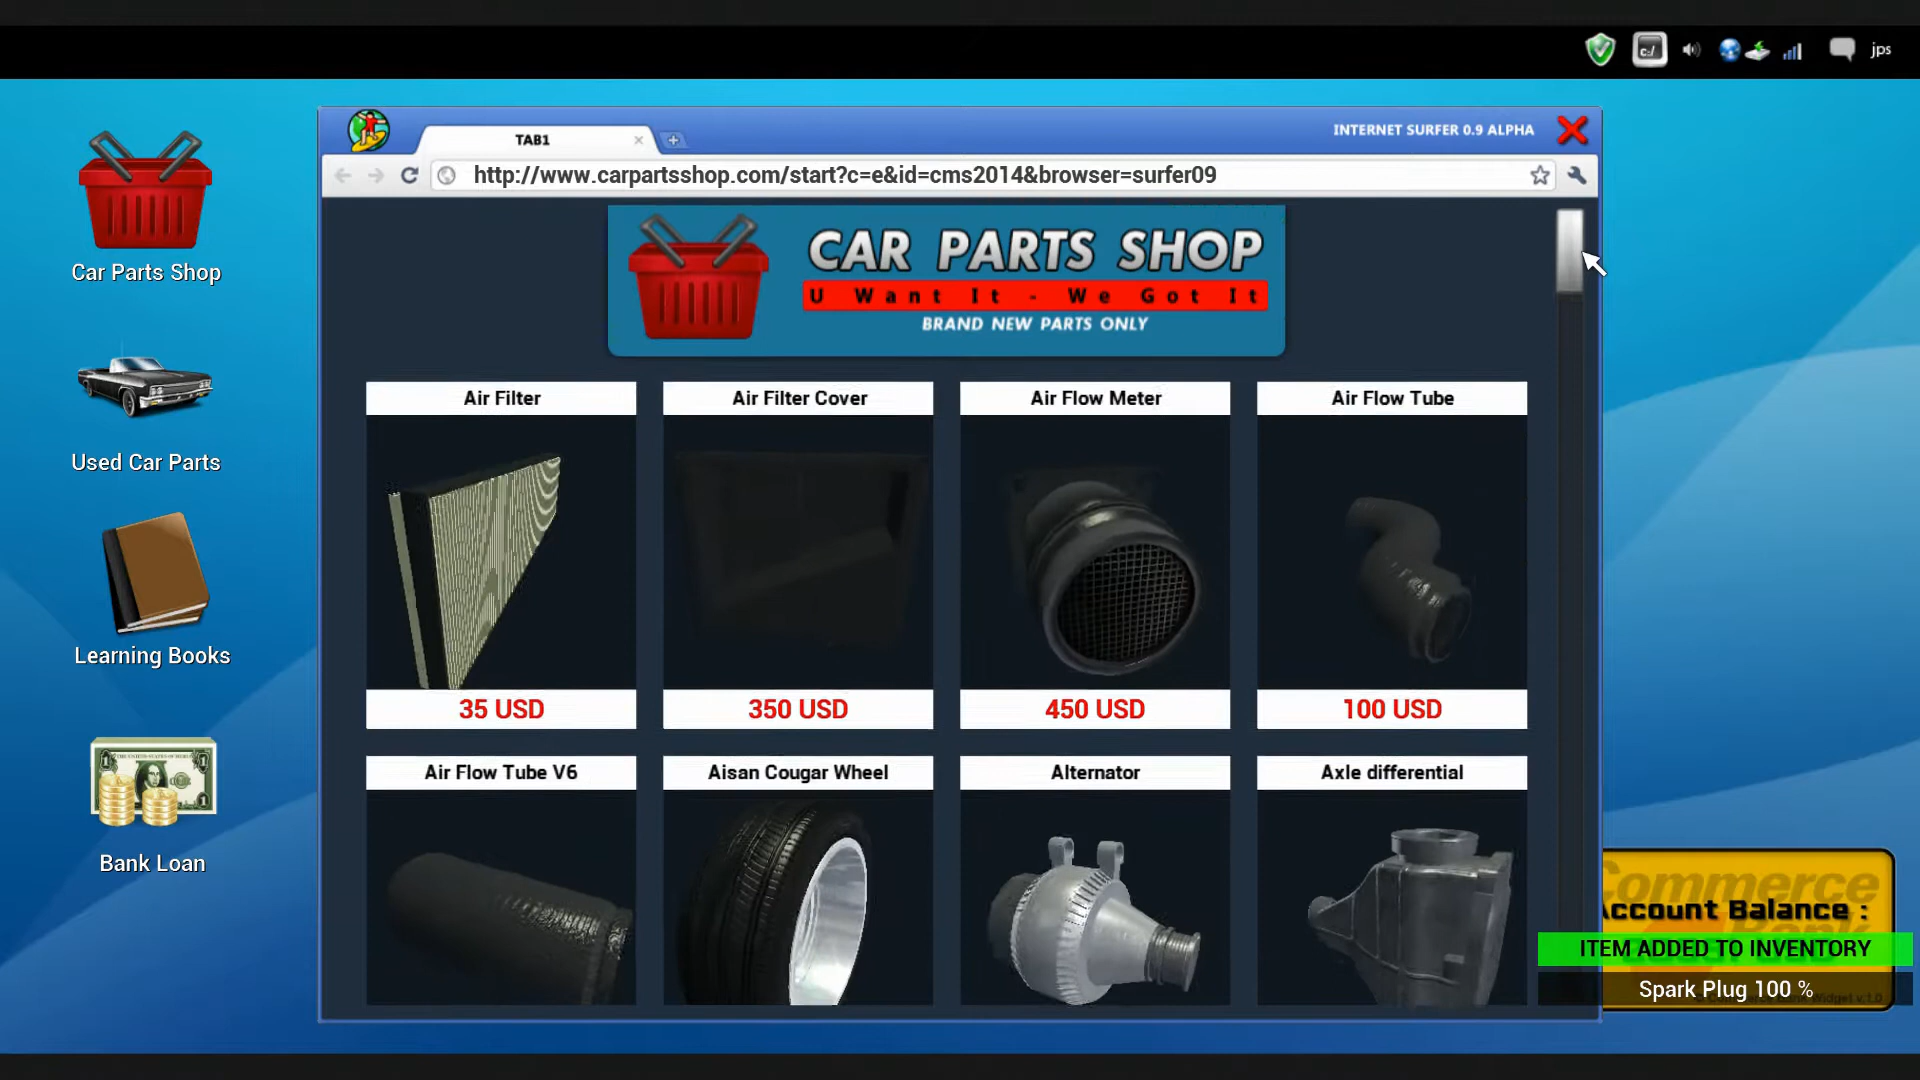 jps
TAB1
INTERNET SURFER 0.9 ALPHA
http://www.carpartsshop.com/start?c=e&id=cms2014&browser=surfer09
CAR PARTS SHOP
U Want It - We Got It
BRAND NEW PARTS ONLY
Car Parts Shop
Used Car Parts
Learning Books
Bank Loan
Air Filter
Air Filter Cover
Air Flow Meter
Air Flow Tube
35 USD
350 USD
450 USD
100 USD
Air Flow Tube V6
Aisan Cougar Wheel
Alternator
Axle differential
Commerce
Account Balance :
ITEM ADDED TO INVENTORY
Spark Plug 100 %